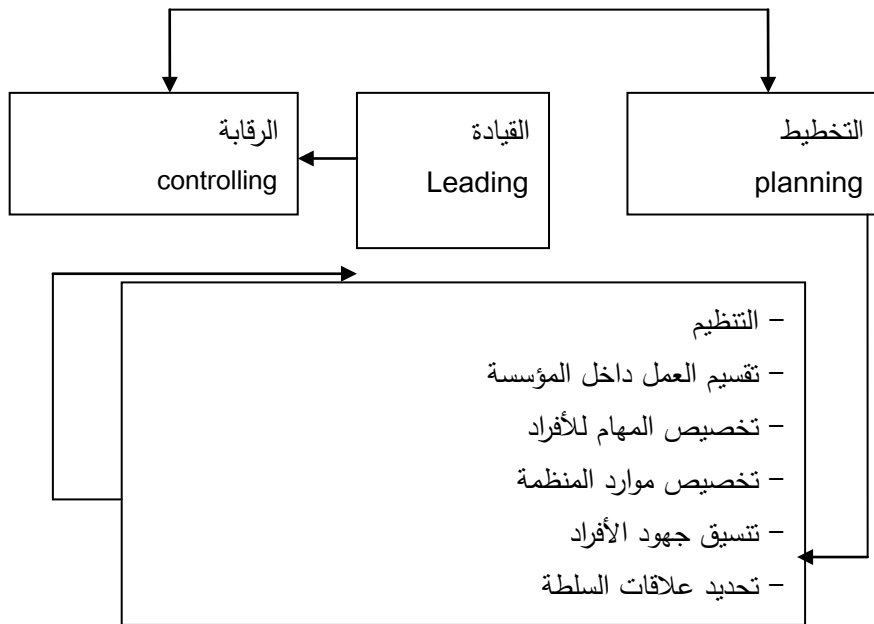 التخطيط
planning
القيادة
Leading
الرقابة
controlling
– التنظيم
– تقسيم العمل داخل المؤسسة
– تخصيص المهام للأفراد
– تخصيص موارد المنظمة
– تنسيق جهود الأفراد
– تحديد علاقات السلطة